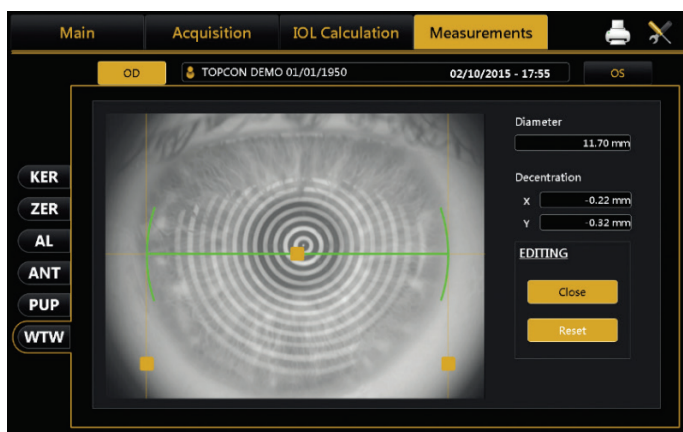 Main Acquisition IOL Calculation Measurements
OD TOPCON DEMO 01/01/1950 02/10/2015 - 17:55 OS
Diameter
11.70 mm
Decentration
X -0.22 mm
Y -0.32 mm
EDITING
Close
Reset
KER
ZER
AL
ANT
PUP
WTW